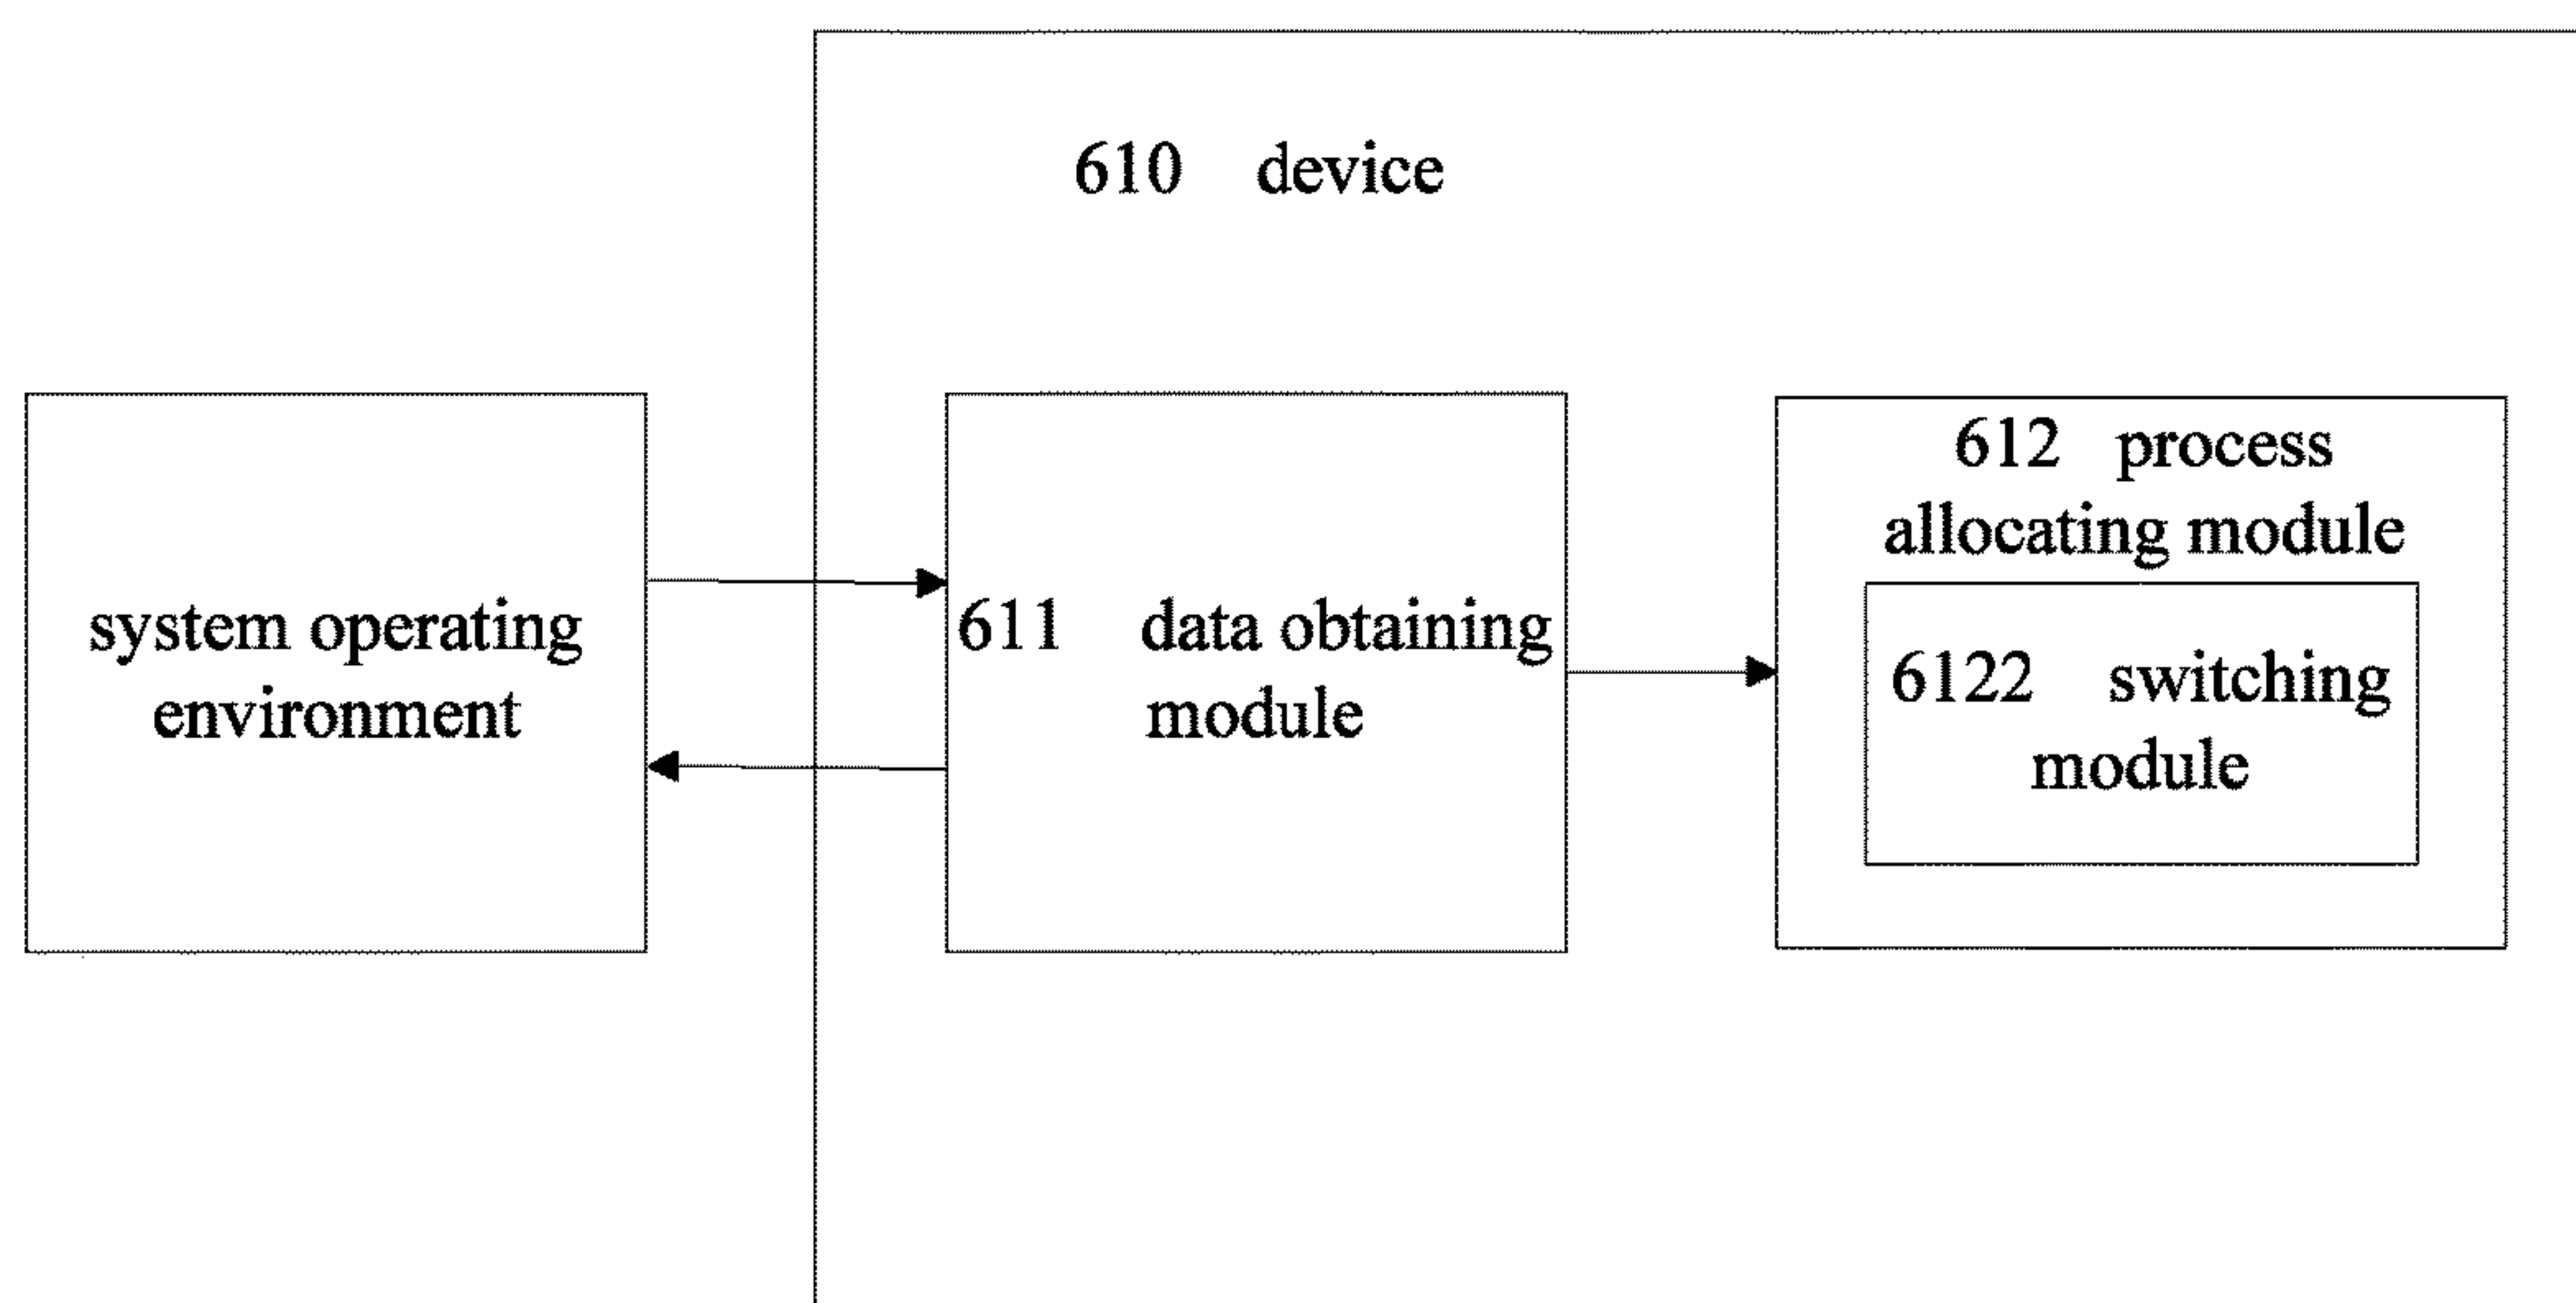 610 device
system operating
environment
611 data obtaining
module
612 process
allocating module
6122 switching
module